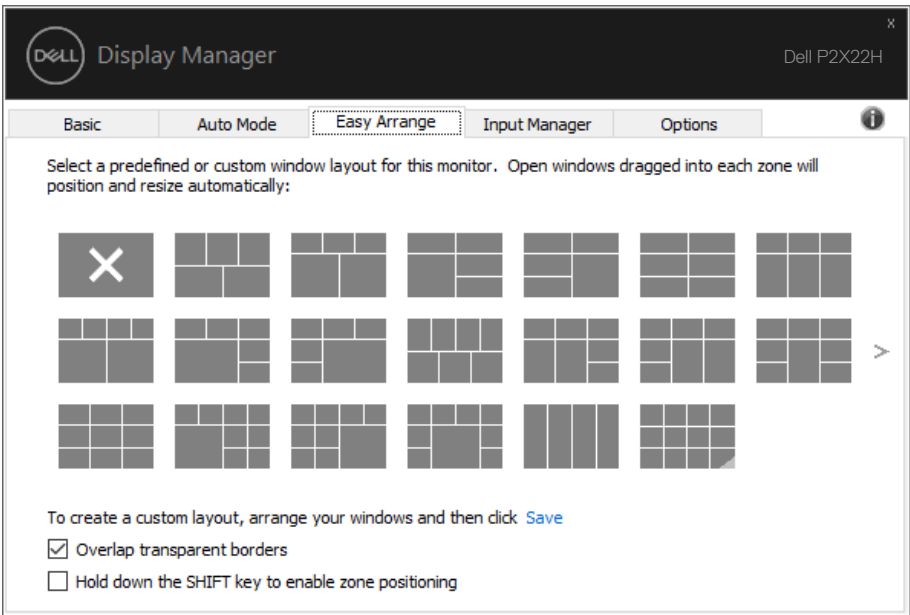 x
DELL Display Manager
Dell P2X22H
Basic Auto Mode Easy Arrange Input Manager Options
Select a predefined or custom window layout for this monitor. Open windows dragged into each zone will
position and resize automatically:
>
To create a custom layout, arrange your windows and then click Save
Overlap transparent borders
Hold down the SHIFT key to enable zone positioning